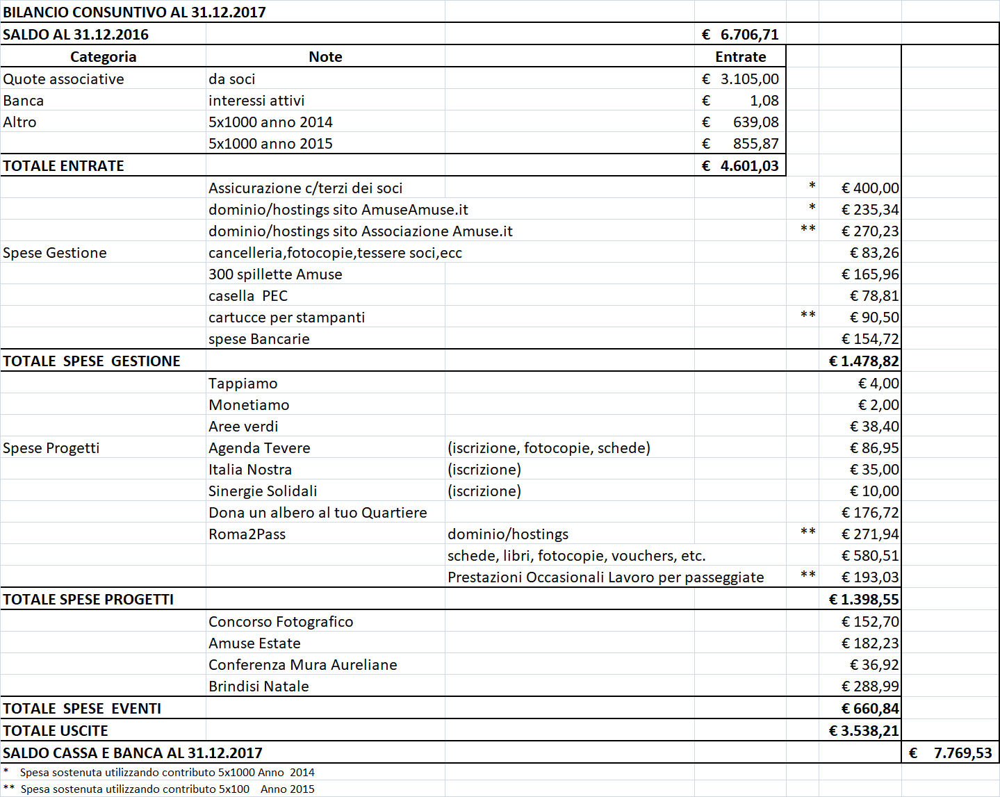 BILANCIO CONSUNTIVO AL 31.12.2017
SALDO AL 31.12.2016 € 6.706,71
Categoria Note Entrate
Quote associative da soci € 3.105,00
Banca interessi attivi € 1,08
Altro 5x1000 anno 2014 € 639,08
5x1000 anno 2015 € 855,87
TOTALE ENTRATE € 4.601,03
Assicurazione c/terzi dei soci * € 400,00
dominio/hostings sito AmuseAmuse.it * € 235,34
dominio/hostings sito Associazione Amuse.it ** € 270,23
Spese Gestione cancelleria,fotocopie,tessere soci,ecc € 83,26
300 spillette Amuse € 165,96
casella PEC € 78,81
cartucce per stampanti ** € 90,50
spese Bancarie € 154,72
TOTALE SPESE GESTIONE € 1.478,82
Tappiamo € 4,00
Monetiamo € 2,00
Aree verdi € 38,40
Spese Progetti Agenda Tevere (iscrizione, fotocopie, schede) € 86,95
Italia Nostra (iscrizione) € 35,00
Sinergie Solidali (iscrizione) € 10,00
Dona un albero al tuo Quartiere € 176,72
Roma2Pass dominio/hostings ** € 271,94
schede, libri, fotocopie, vouchers, etc. € 580,51
Prestazioni Occasionali Lavoro per passeggiate ** € 193,03
TOTALE SPESE PROGETTI € 1.398,55
Concorso Fotografico € 152,70
Amuse Estate € 182,23
Conferenza Mura Aureliane € 36,92
Brindisi Natale € 288,99
TOTALE SPESE EVENTI € 660,84
TOTALE USCITE € 3.538,21
SALDO CASSA E BANCA AL 31.12.2017 € 7.769,53
* Spesa sostenuta utilizzando contributo 5x1000 Anno 2014
** Spesa sostenuta utilizzando contributo 5x100 Anno 2015